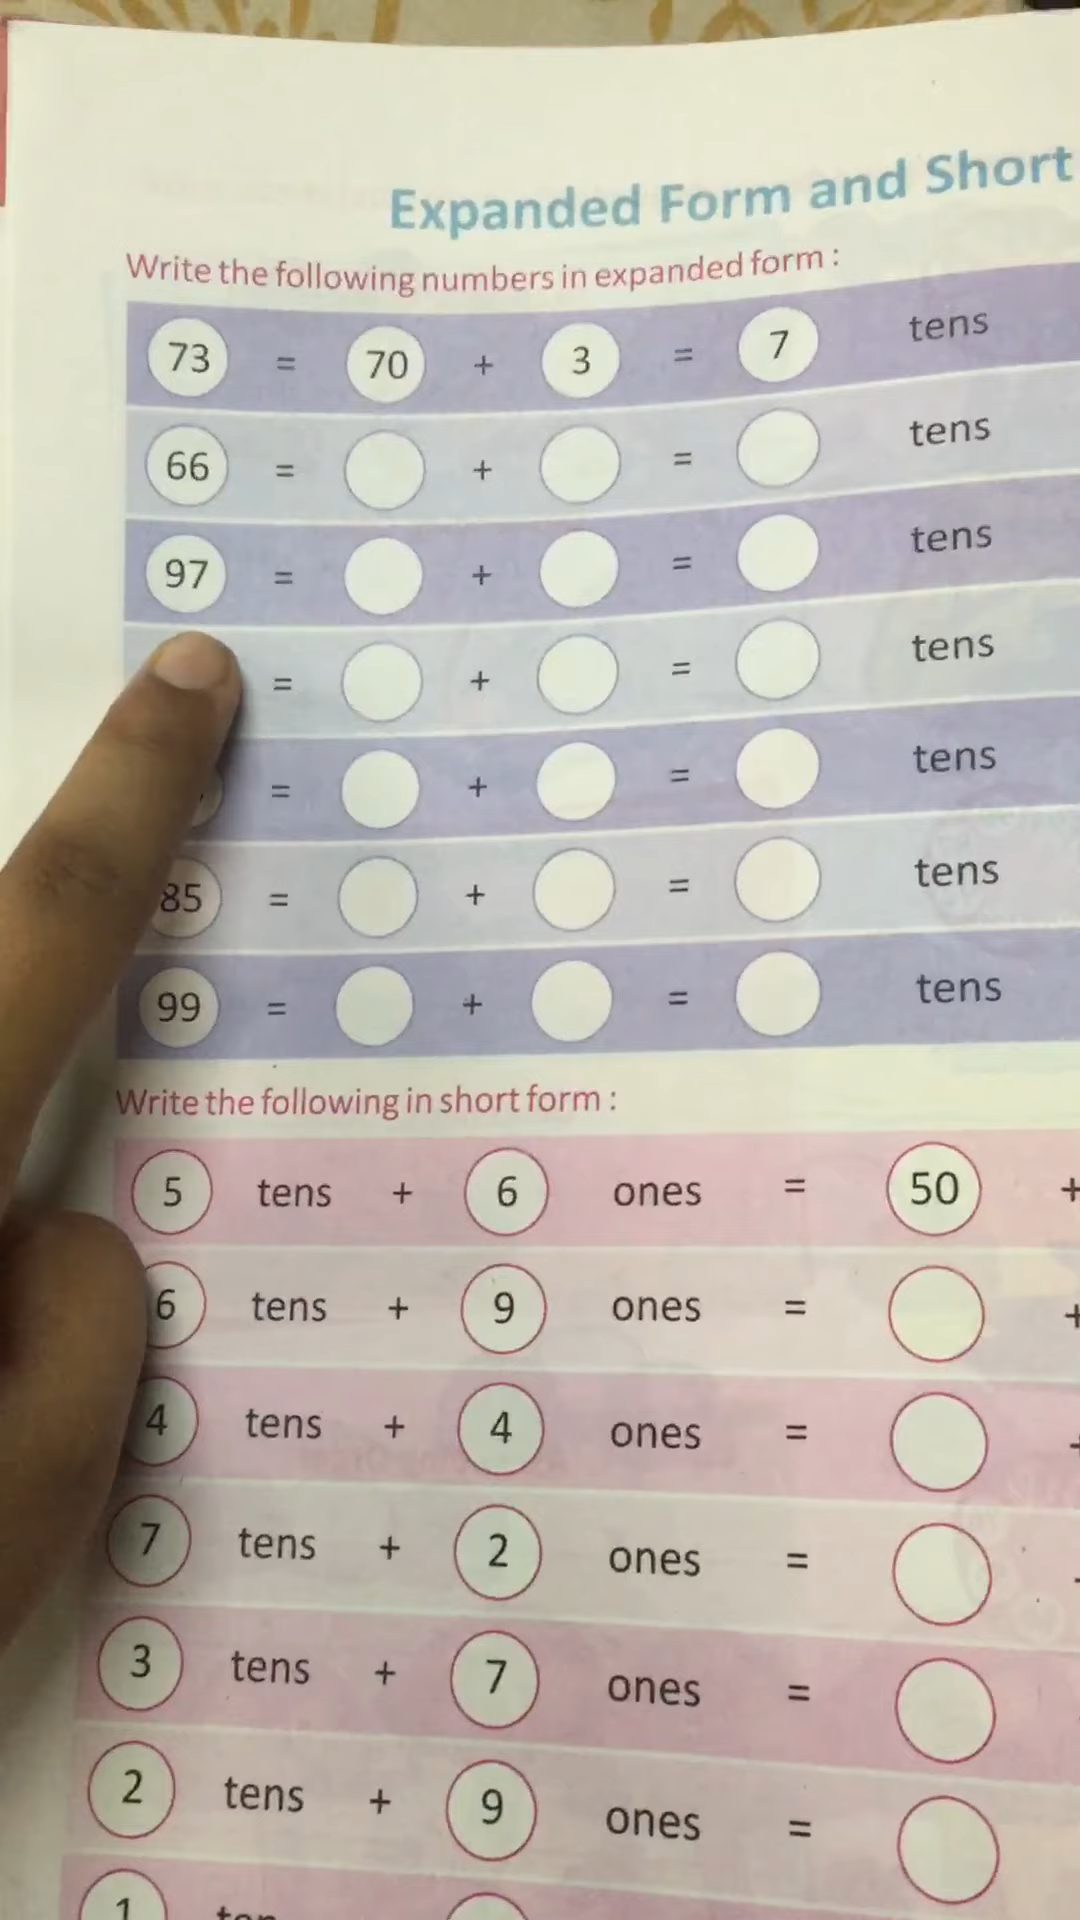 Expanded Form and Short
Write the following numbers in expanded form :
73 = 70 + 3 = 7 tens
66 = + = tens
97 = + = tens
= + = tens
= + = tens
85 = + = tens
99 = + = tens
Write the following in short form :
5 tens + 6 ones = 50 +
6 tens + 9 ones = +
4 tens + 4 ones =
7 tens + 2 ones =
3 tens + 7 ones =
2 tens + 9 ones =
1 ten